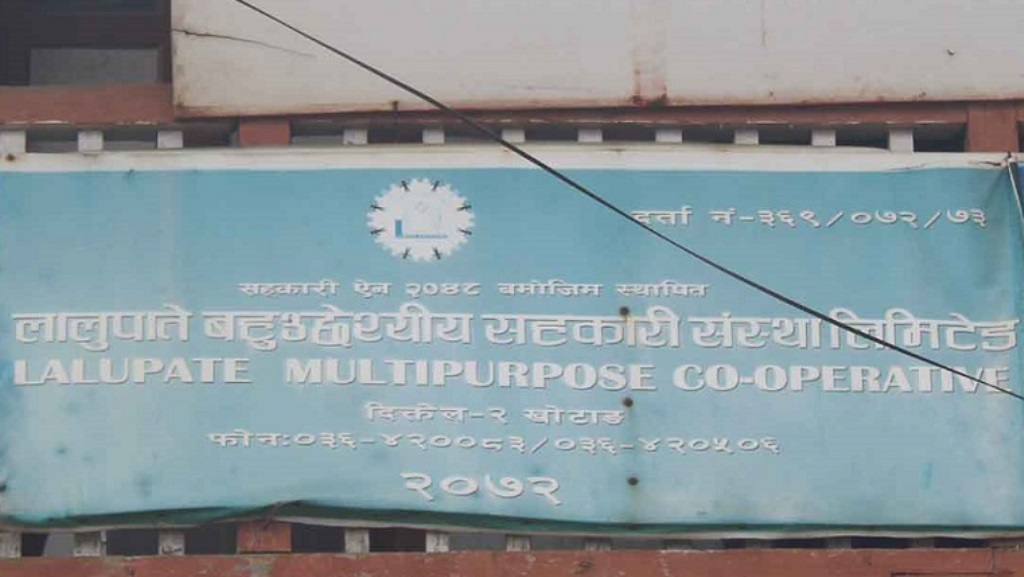 दर्ता नं-३६९/०७२/७३
सहकारी ऐन २०४८ बमोजिम स्थापित
लालुपाते बहुउद्देश्यीय सहकारी संस्था लिमिटेड
LALUPATE MULTIPURPOSE CO-OPERATIVE
दिक्तेल-२ खोटाङ
फोन:०३६-४२००८३/०३६-४२०५०६
२०७२